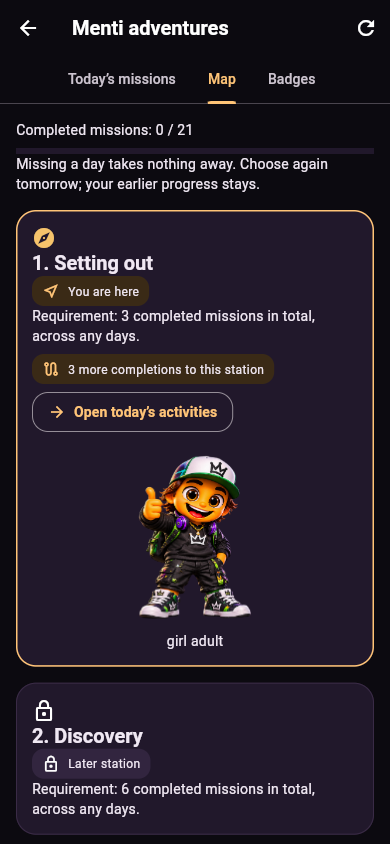 Menti adventures
Today's missions
Map
Badges
Completed missions: 0 / 21
Missing a day takes nothing away. Choose again
tomorrow; your earlier progress stays.
1. Setting out
You are here
Requirement: 3 completed missions in total,
across any days.
3 more completions to this station
Open today's activities
girl adult
2. Discovery
Later station
Requirement: 6 completed missions in total,
across any days.